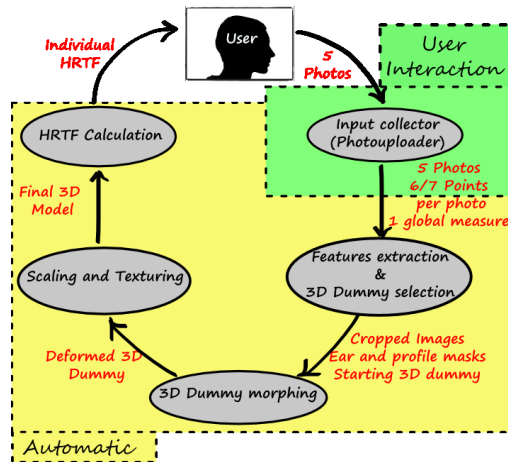 Individual
HRTF
User
5
Photos
User
Interaction
HRTF Calculation
Input collector
(Photouploader)
5 Photos
6/7 Points
per photo
1 global measure
Final 3D
Model
Scaling and Texturing
Features extraction
&
3D Dummy selection
Cropped Images
Ear and profile masks
Starting 3D dummy
Deformed 3D
Dummy
3D Dummy morphing
Automatic